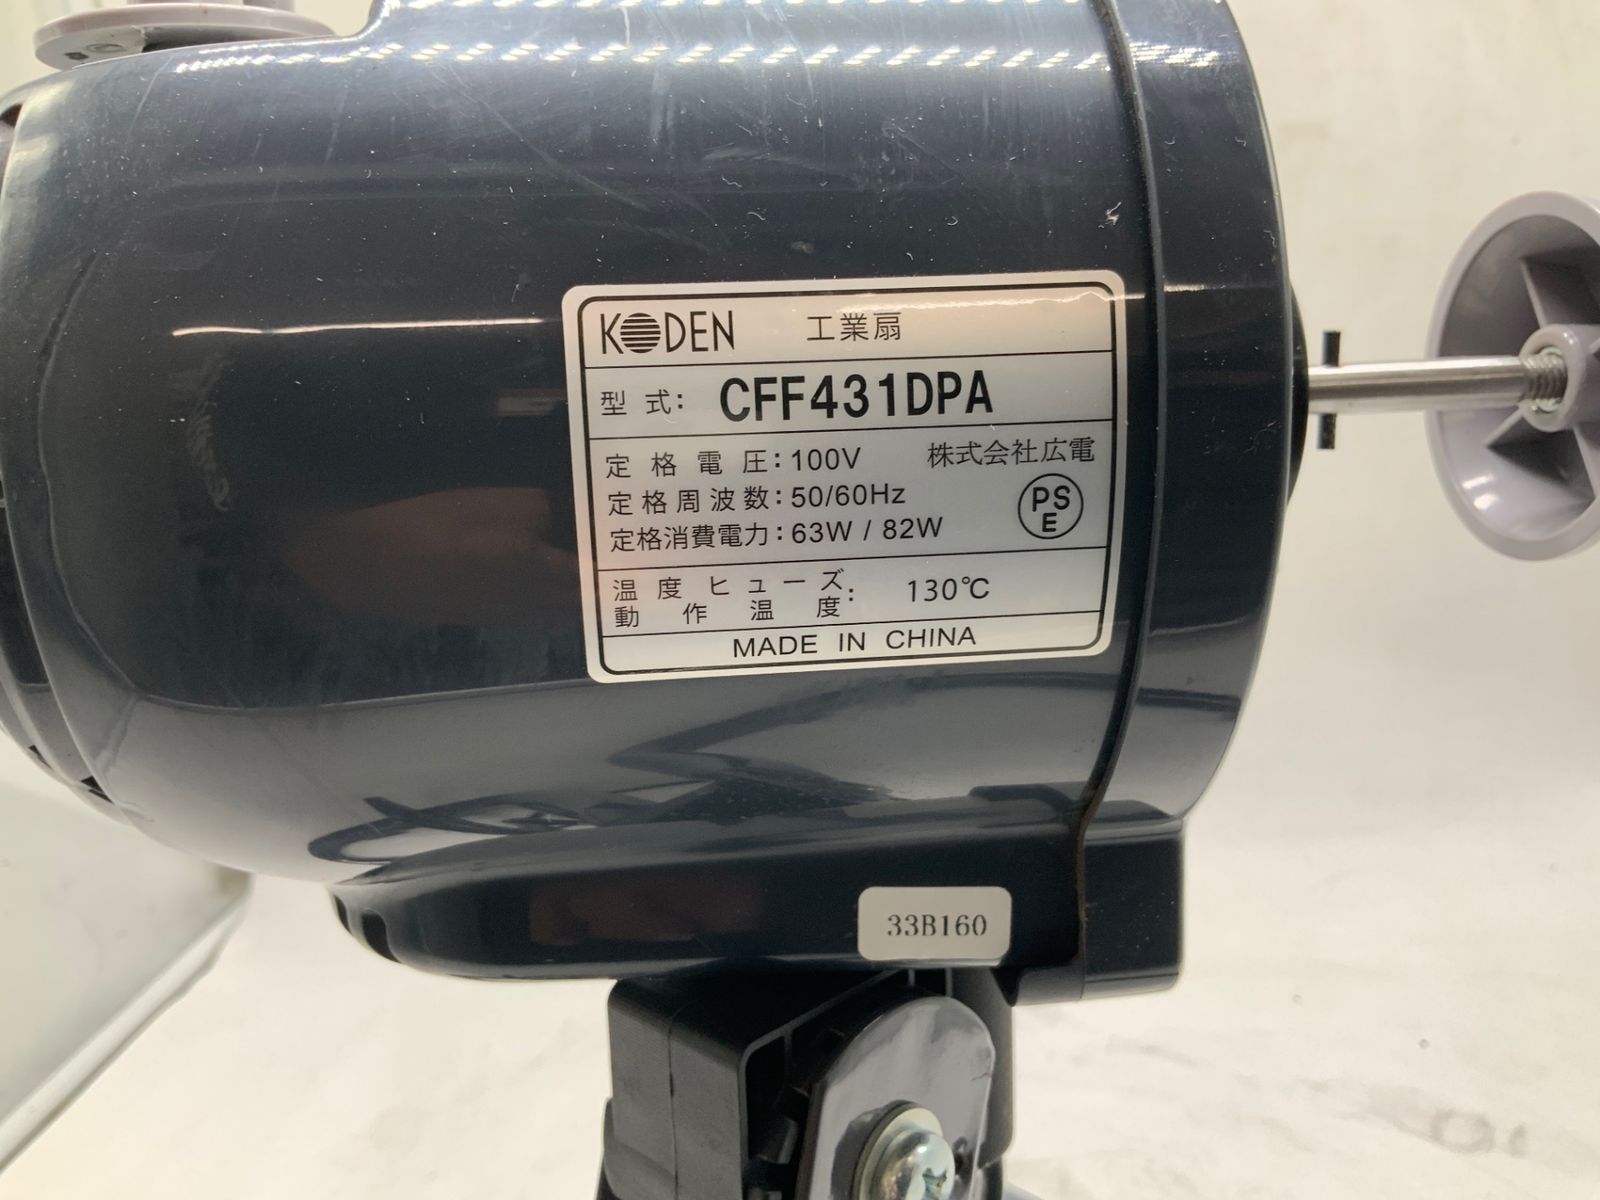 KODEN 工業扇
型式: CFF431DPA
定格電圧:100V 株式会社広電
定格周波数:50/60Hz
定格消費電力:63W / 82W
PS
E
温度ヒューズ
動作温度: 130℃
MADE IN CHINA
33B160